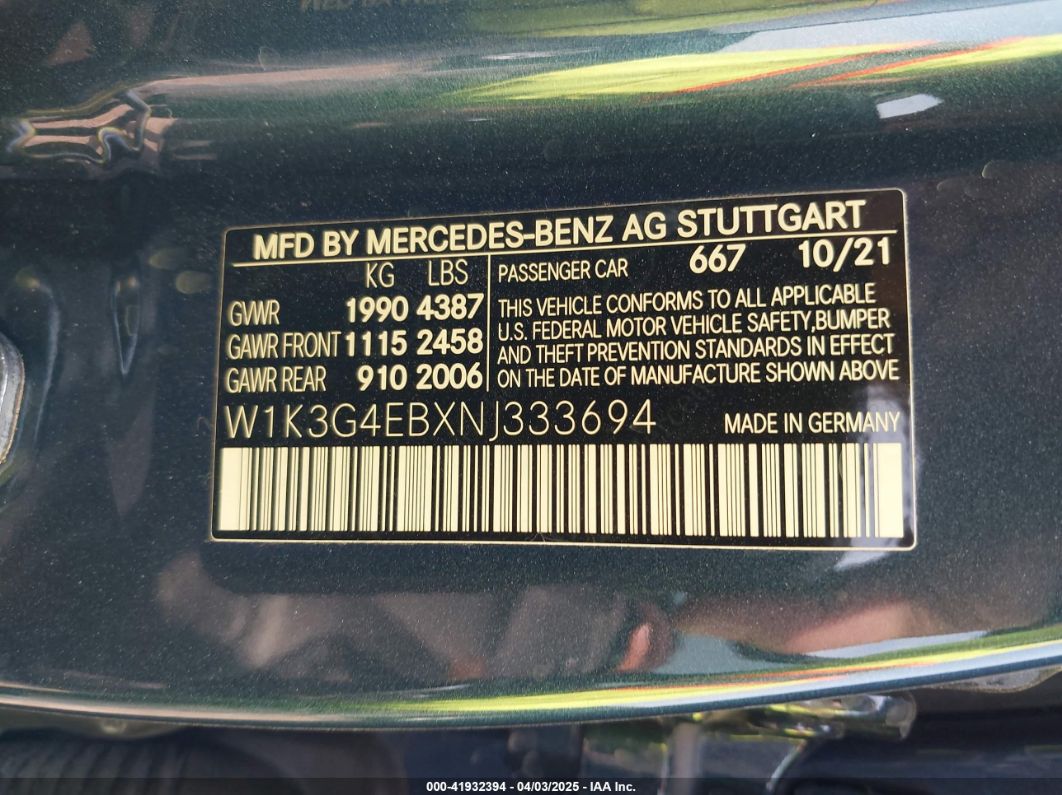 MFD BY MERCEDES-BENZ AG STUTTGART
KG LBS
GVWR 1990 4387
GAWR FRONT 1115 2458
GAWR REAR 910 2006
PASSENGER CAR 667 10/21
THIS VEHICLE CONFORMS TO ALL APPLICABLE
U.S. FEDERAL MOTOR VEHICLE SAFETY,BUMPER
AND THEFT PREVENTION STANDARDS IN EFFECT
ON THE DATE OF MANUFACTURE SHOWN ABOVE
W1K3G4EBXNJ333694 MADE IN GERMANY
000-41932394 - 04/03/2025 - IAA Inc.